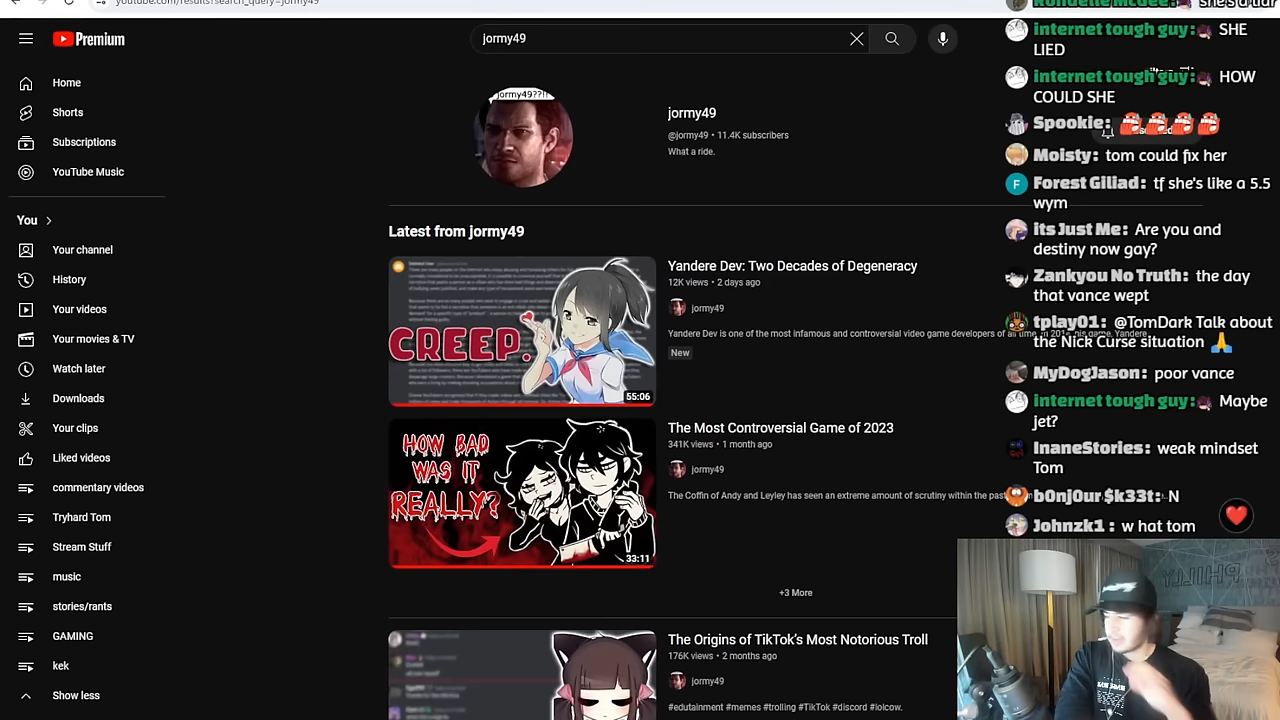 youtube.com/results?search_query=jormy49
Premium
jormy49
Home
Shorts
Subscriptions
YouTube Music
You
Your channel
History
Your videos
Your movies & TV
Watch later
Downloads
Your clips
Liked videos
commentary videos
Tryhard Tom
Stream Stuff
music
stories/rants
GAMING
kek
Show less
jormy49??!!
jormy49
@jormy49 • 11.4K subscribers
What a ride.
Latest from jormy49
CREEP.
55:06
Yandere Dev: Two Decades of Degeneracy
12K views • 2 days ago
jormy49
Yandere Dev is one of the most infamous and controversial video game developers of all time, in
New
HOW BAD
WAS IT
REALLY?
33:11
The Most Controversial Game of 2023
341K views • 1 month ago
jormy49
The Coffin of Andy and Leyley has seen an extreme amount of scrutiny within the past
+3 More
The Origins of TikTok's Most Notorious Troll
176K views • 2 months ago
jormy49
#edutainment #memes #trolling #TikTok #discord #lolcow.
Rondelle McGee: she's a liar
internet tough guy: SHE
LIED
internet tough guy: HOW
COULD SHE
Spookie:
Moisty: tom could fix her
F
Forest Giliad: tf she's like a 5.5
wym
its Just Me: Are you and
destiny now gay?
Zankyou No Truth: the day
that vance wept
tplay01: @TomDark Talk about
the Nick Curse situation
MyDogJason: poor vance
internet tough guy: Maybe
jet?
InaneStories: weak mindset
Tom
b0nj0ur $k33t: N
Johnzk1: w hat tom
PHILLY